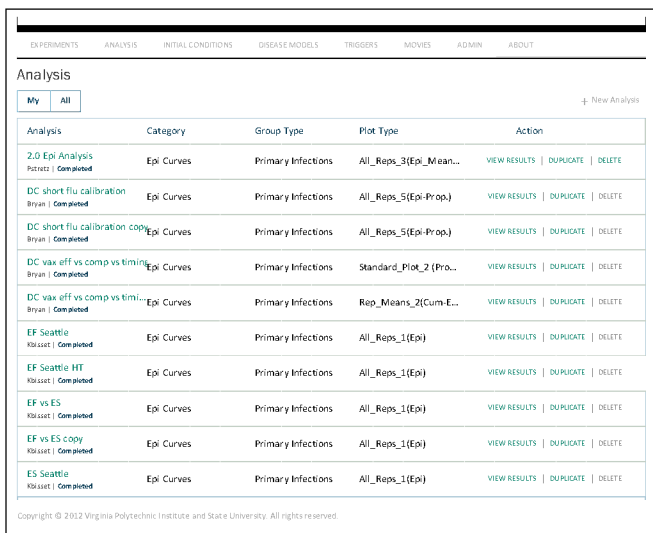 EXPERIMENTS ANALYSIS INITIAL CONDITIONS DISEASE MODELS TRIGGERS MOVIES ADMIN ABOUT
Analysis
My All + New Analysis
Analysis Category Group Type Plot Type Action
2.0 Epi Analysis
Pstretz | Completed Epi Curves Primary Infections All_Reps_3(Epi_Mean... VIEW RESULTS | DUPLICATE | DELETE
DC short flu calibration
Bryan | Completed Epi Curves Primary Infections All_Reps_5(Epi-Prop.) VIEW RESULTS | DUPLICATE | DELETE
DC short flu calibration copy
Bryan | Completed Epi Curves Primary Infections All_Reps_5(Epi-Prop.) VIEW RESULTS | DUPLICATE | DELETE
DC vax eff vs comp vs timing
Bryan | Completed Epi Curves Primary Infections Standard_Plot_2 (Pro... VIEW RESULTS | DUPLICATE | DELETE
DC vax eff vs comp vs timi...
Bryan | Completed Epi Curves Primary Infections Rep_Means_2(Cum-E... VIEW RESULTS | DUPLICATE | DELETE
EF Seattle
Kbisset | Completed Epi Curves Primary Infections All_Reps_1(Epi) VIEW RESULTS | DUPLICATE | DELETE
EF Seattle HT
Kbisset | Completed Epi Curves Primary Infections All_Reps_1(Epi) VIEW RESULTS | DUPLICATE | DELETE
EF vs ES
Kbisset | Completed Epi Curves Primary Infections All_Reps_1(Epi) VIEW RESULTS | DUPLICATE | DELETE
EF vs ES copy
Kbisset | Completed Epi Curves Primary Infections All_Reps_1(Epi) VIEW RESULTS | DUPLICATE | DELETE
ES Seattle
Kbisset | Completed Epi Curves Primary Infections All_Reps_1(Epi) VIEW RESULTS | DUPLICATE | DELETE
Copyright © 2012 Virginia Polytechnic Institute and State University. All rights reserved.